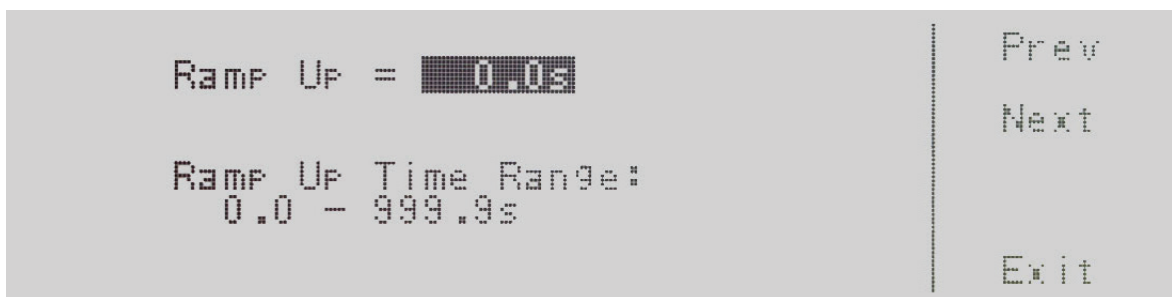 Ramp Up = 0.0s
Ramp Up Time Range:
0.0 - 999.9s
Prev
Next
Exit